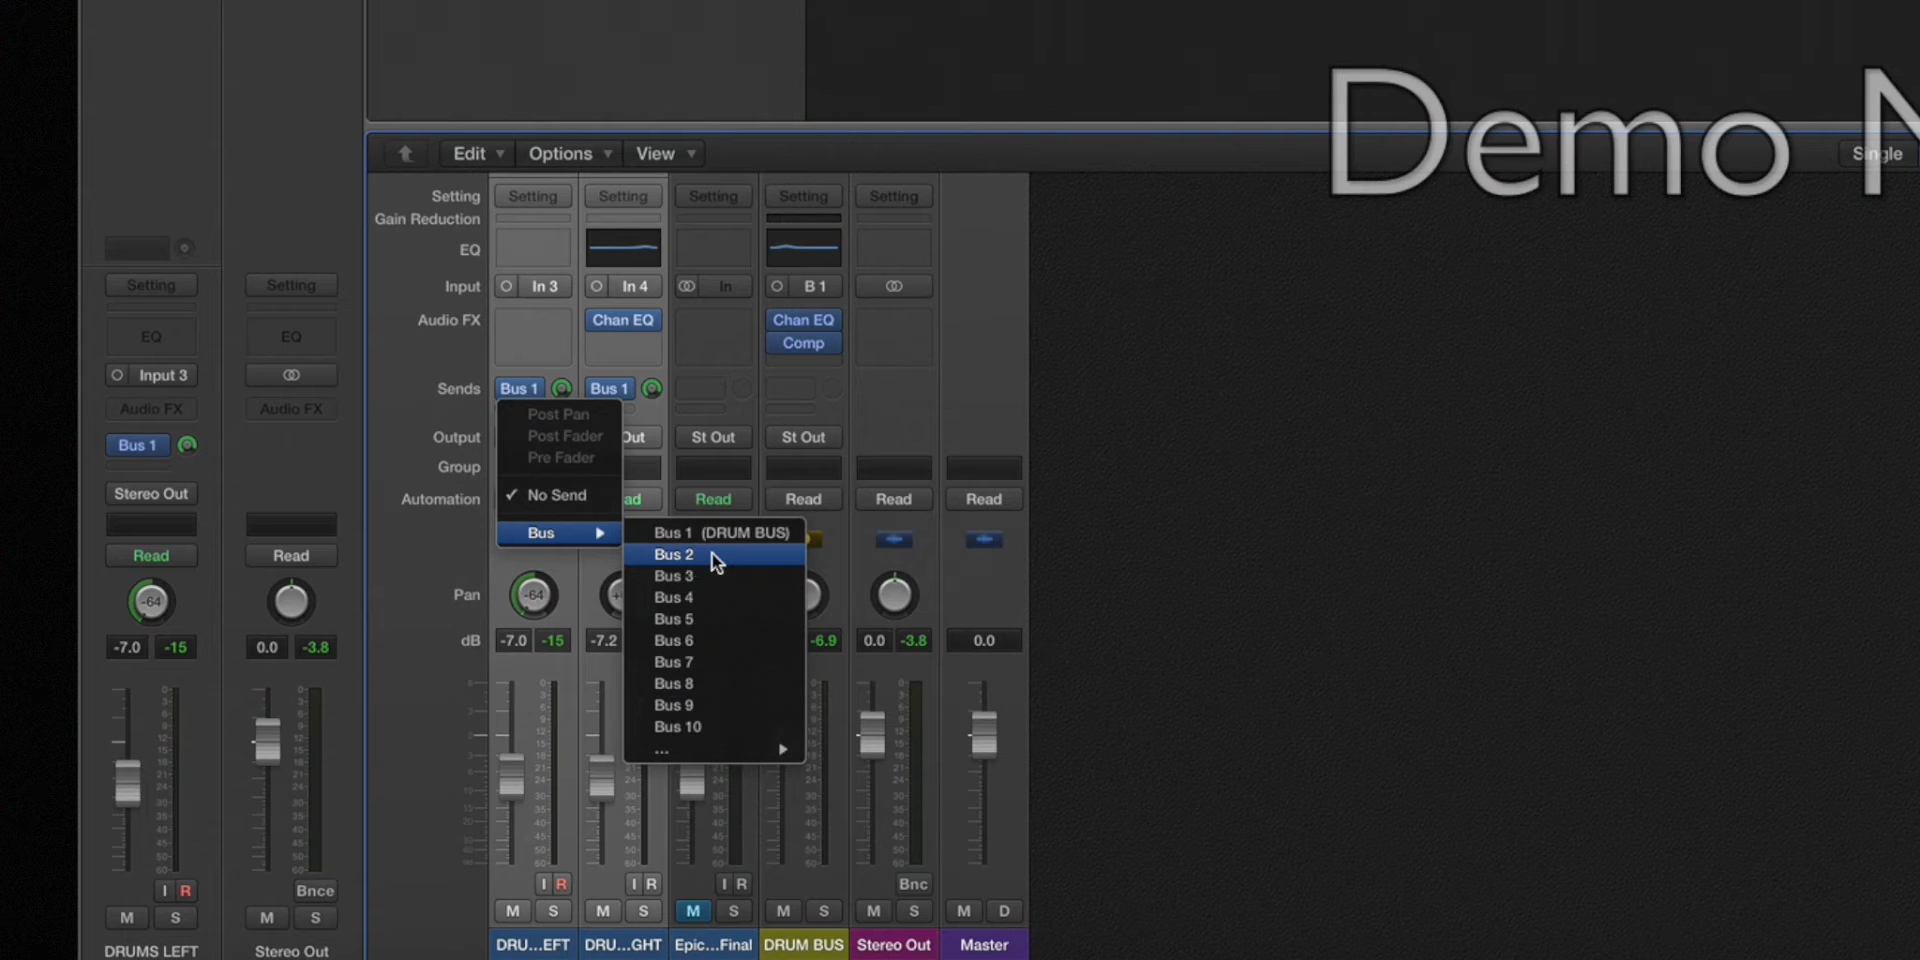 Demo N
Edit Options View Single
Setting Setting Setting Setting Setting Setting
Gain Reduction
EQ
Input In 3 In 4 In B 1
Audio FX Chan EQ Chan EQ
Comp
Sends Bus 1 Bus 1
Output Out St Out St Out
Group
Automation ad Read Read Read Read
Pan -64
dB -7.0 -15 -7.2 -6.9 0.0 -3.8 0.0
Post Pan
Post Fader
Pre Fader
✓ No Send
Bus
Bus 1 (DRUM BUS)
Bus 2
Bus 3
Bus 4
Bus 5
Bus 6
Bus 7
Bus 8
Bus 9
Bus 10
...
I R I R I R Bnc
M S M S M S M S M S M D
DRU...EFT DRU...GHT Epic...Final DRUM BUS Stereo Out Master
Setting Setting
EQ EQ
Input 3
Audio FX Audio FX
Bus 1
Stereo Out
Read Read
-64
-7.0 -15 0.0 -3.8
I R Bnce
M S M S
DRUMS LEFT Stereo Out